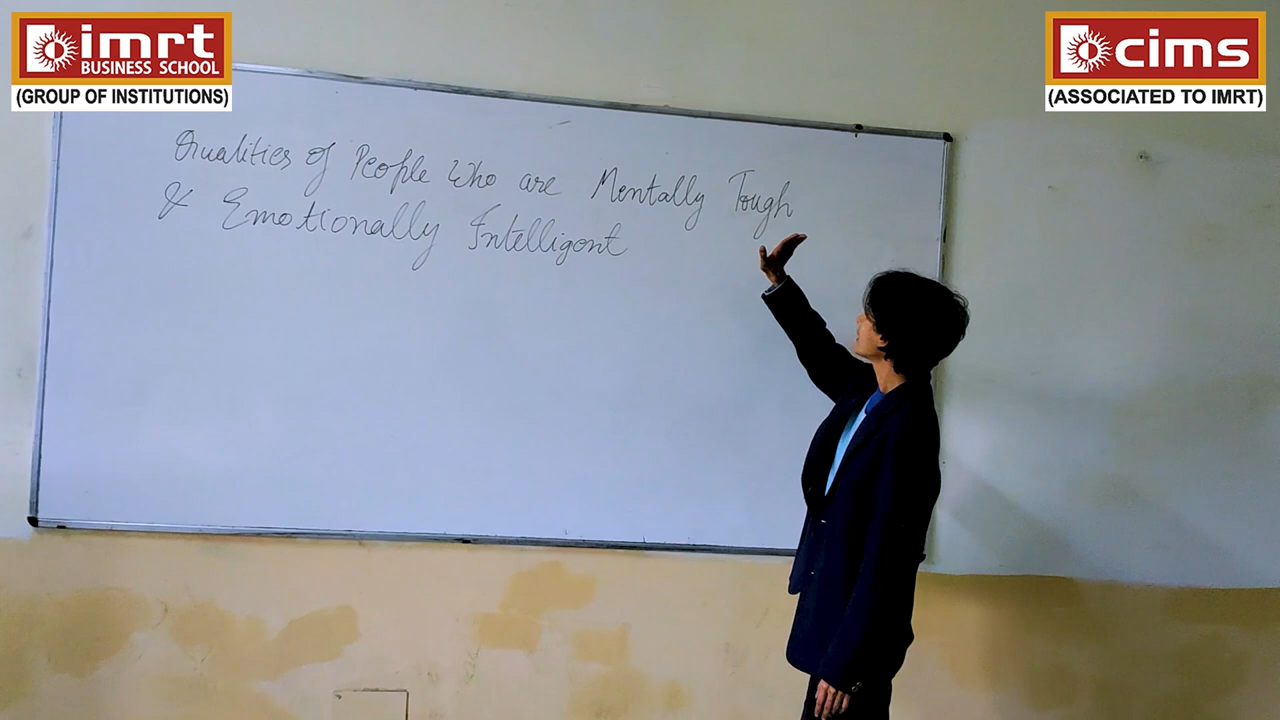 imrt
BUSINESS SCHOOL
(GROUP OF INSTITUTIONS)
cims
(ASSOCIATED TO IMRT)
Qualities of People Who are Mentally Tough
& Emotionally Intelligent